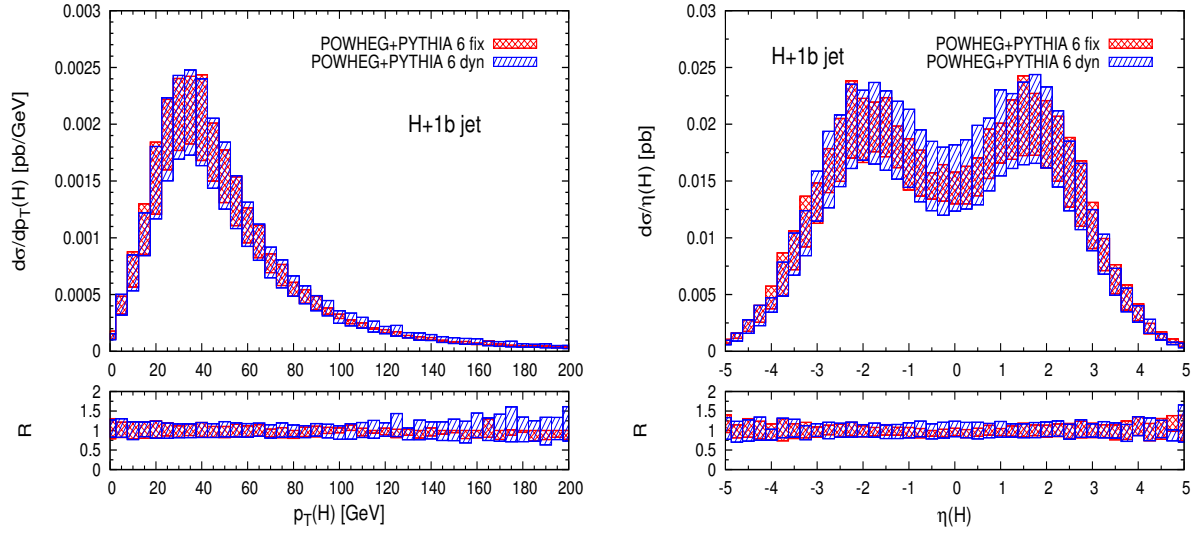 0.003
0.0025
0.002
0.0015
0.001
0.0005
0
dσ/dp_T(H) [pb/GeV]
POWHEG+PYTHIA 6 fix
POWHEG+PYTHIA 6 dyn
H+1b jet
0 20 40 60 80 100 120 140 160 180 200
2
1.5
1
0.5
0
R
0 20 40 60 80 100 120 140 160 180 200
p_T(H) [GeV]
0.03
0.025
0.02
0.015
0.01
0.005
0
dσ/η(H) [pb]
H+1b jet
POWHEG+PYTHIA 6 fix
POWHEG+PYTHIA 6 dyn
-5 -4 -3 -2 -1 0 1 2 3 4 5
2
1.5
1
0.5
0
R
-5 -4 -3 -2 -1 0 1 2 3 4 5
η(H)